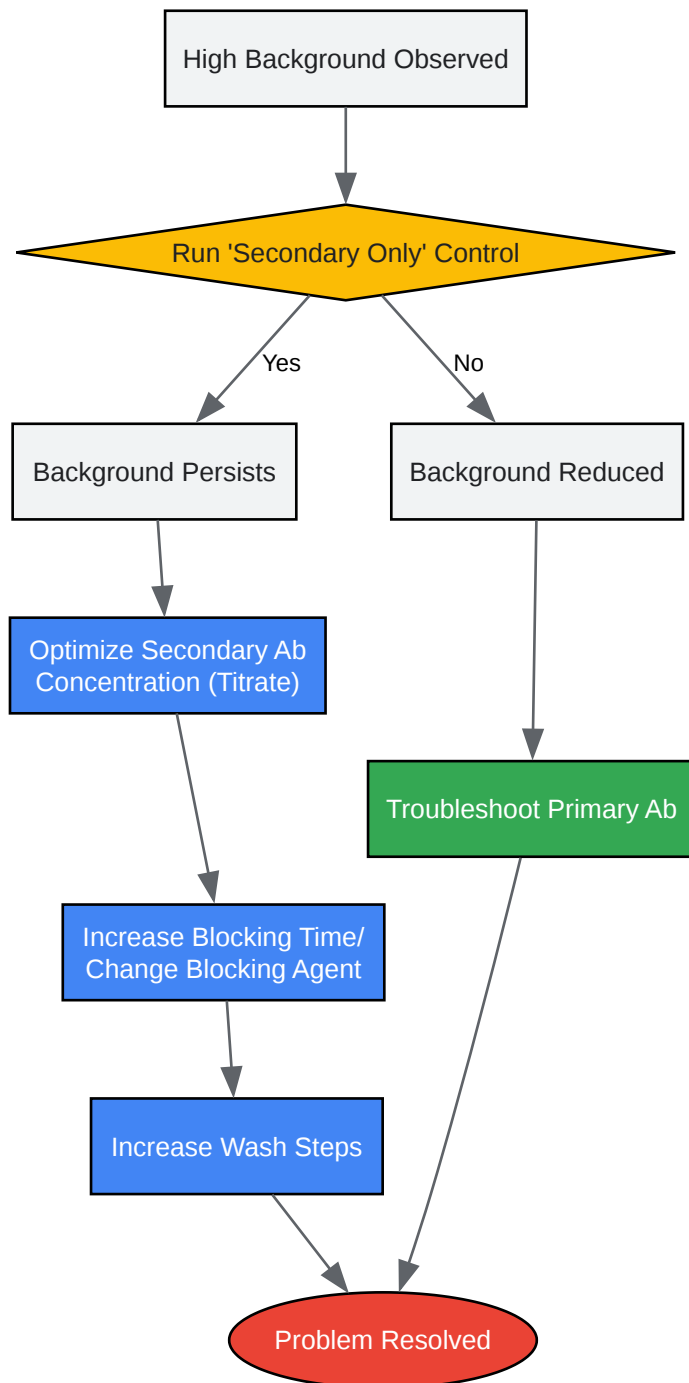 High Background Observed
Run 'Secondary Only' Control
Yes
No
Background Persists
Background Reduced
Optimize Secondary Ab
Concentration (Titrate)
Troubleshoot Primary Ab
Increase Blocking Time/
Change Blocking Agent
Increase Wash Steps
Problem Resolved